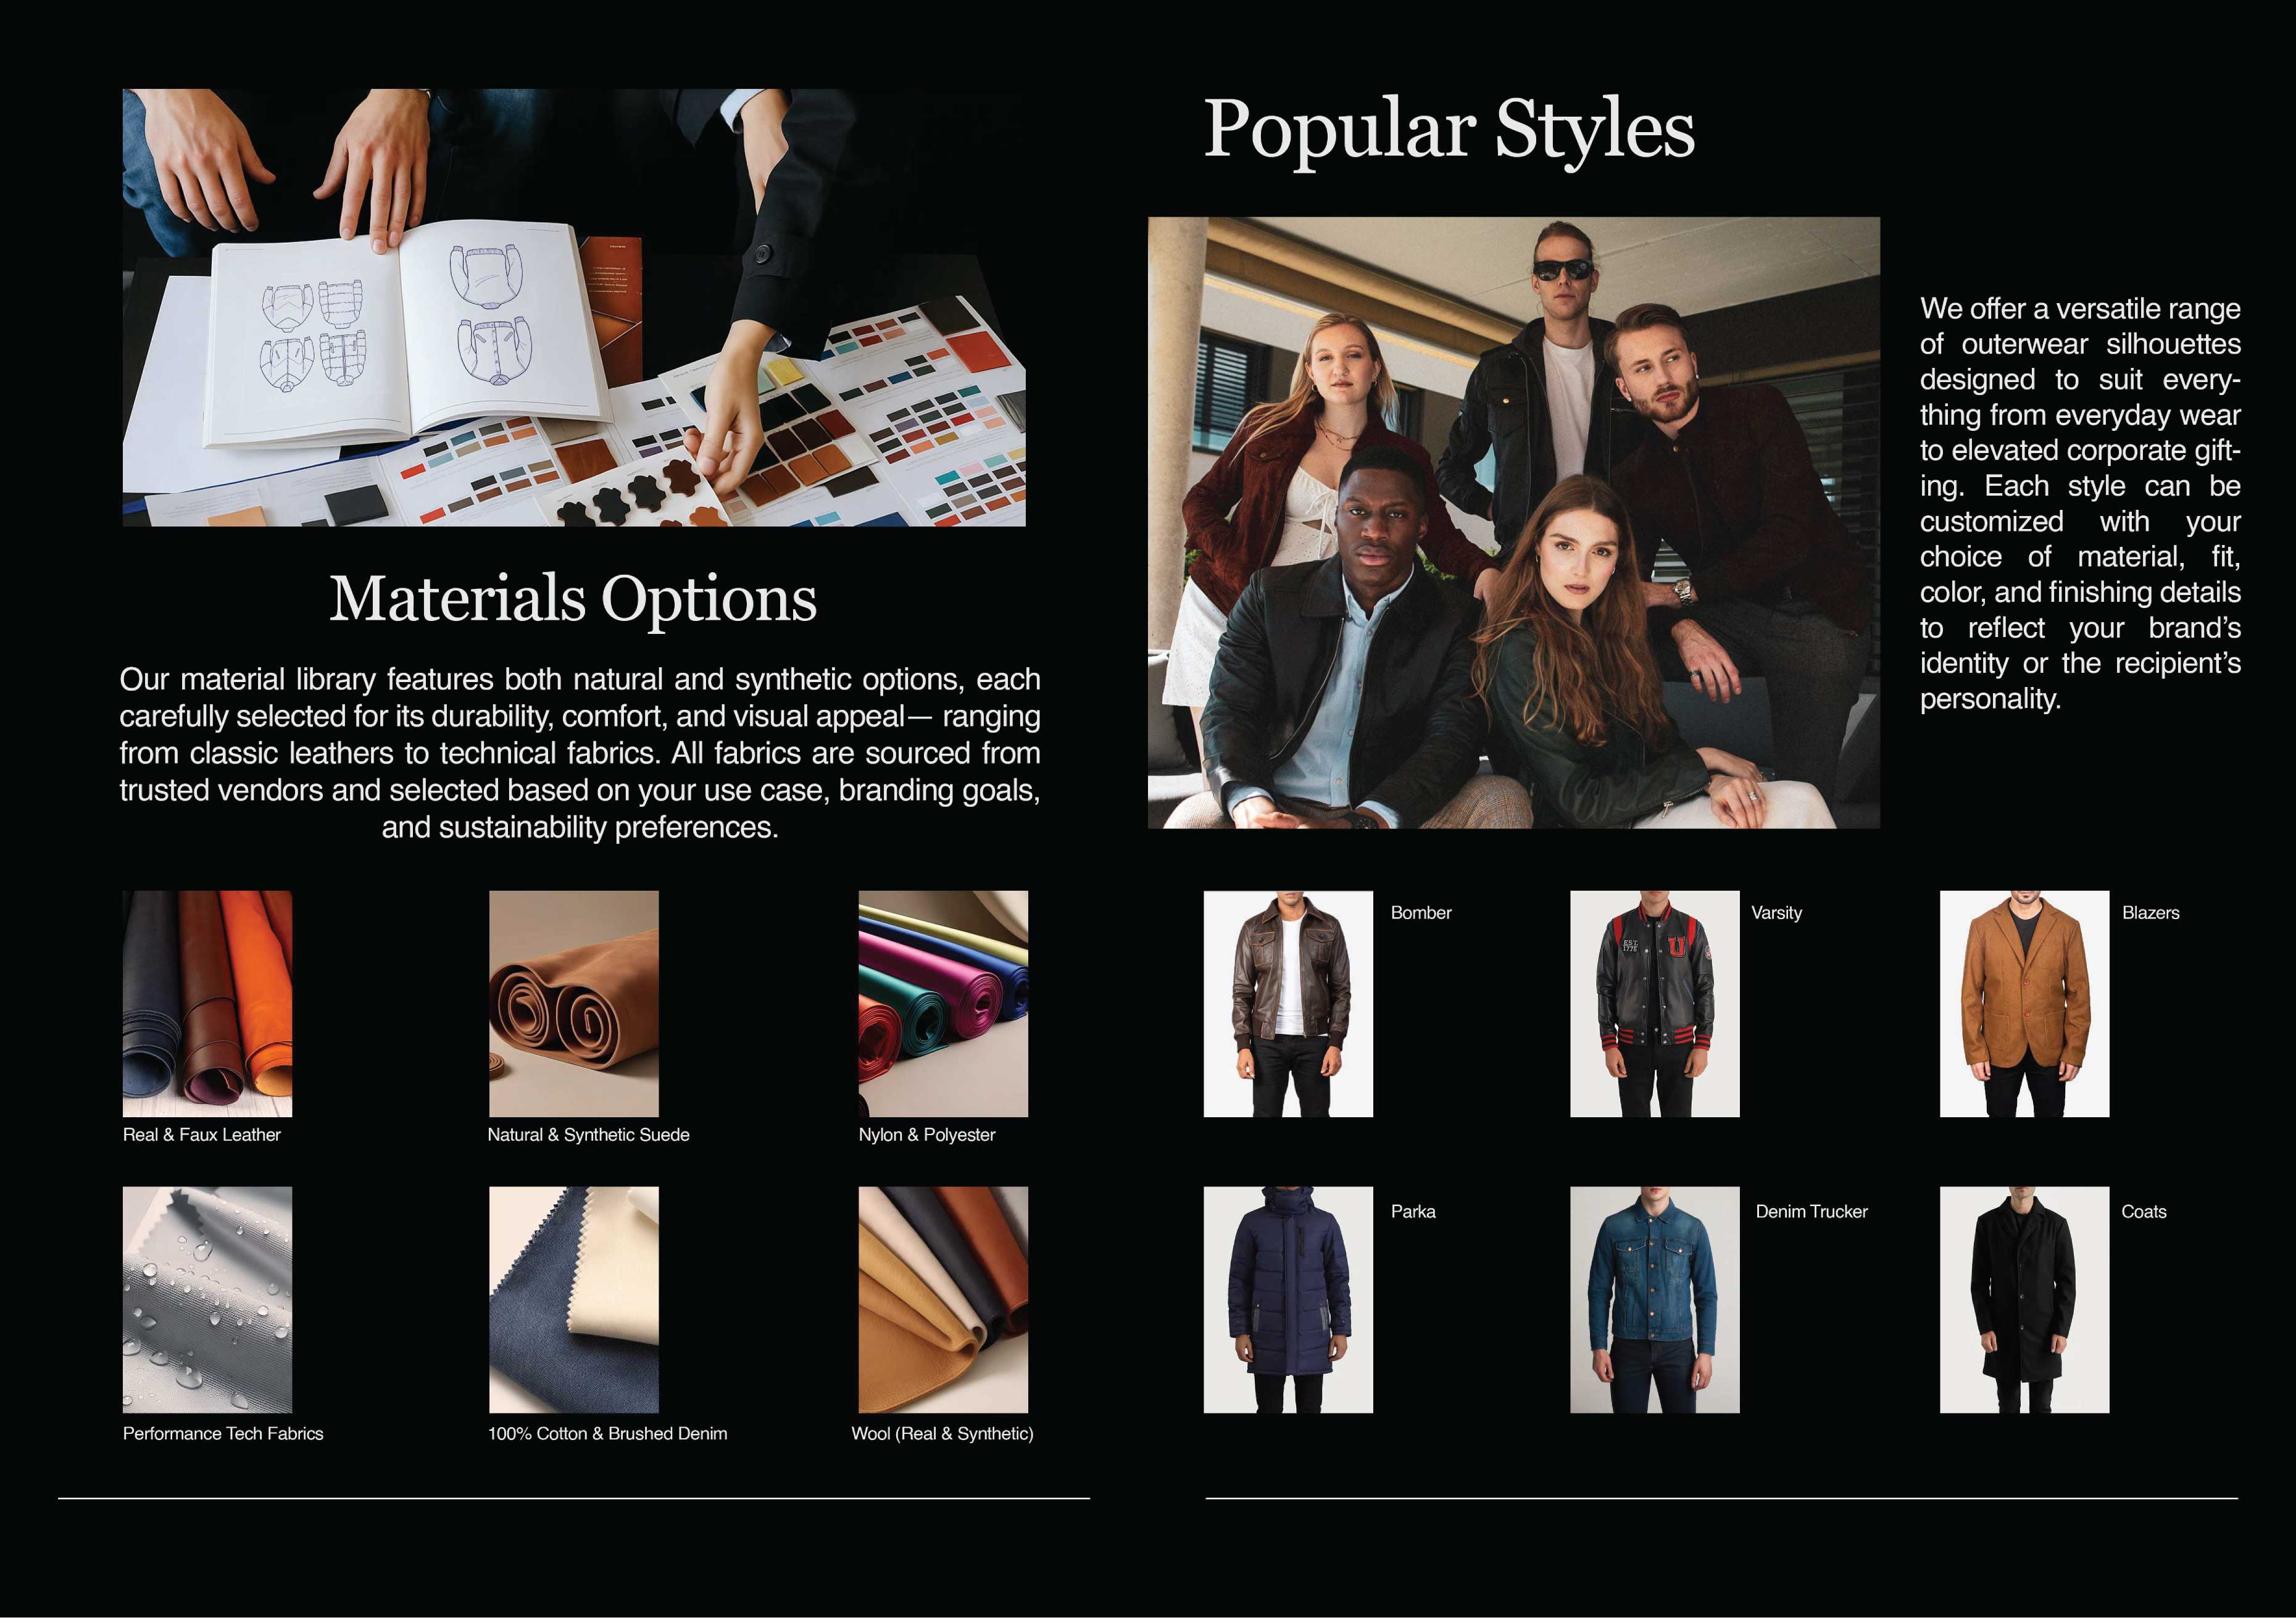 Materials Options
Our material library features both natural and synthetic options, each
carefully selected for its durability, comfort, and visual appeal— ranging
from classic leathers to technical fabrics. All fabrics are sourced from
trusted vendors and selected based on your use case, branding goals,
and sustainability preferences.
Real & Faux Leather
Natural & Synthetic Suede
Nylon & Polyester
Performance Tech Fabrics
100% Cotton & Brushed Denim
Wool (Real & Synthetic)
Popular Styles
We offer a versatile range
of outerwear silhouettes
designed to suit every-
thing from everyday wear
to elevated corporate gift-
ing. Each style can be
customized with your
choice of material, fit,
color, and finishing details
to reflect your brand’s
identity or the recipient’s
personality.
Bomber
EST.
1776
U
Varsity
Blazers
Parka
Denim Trucker
Coats